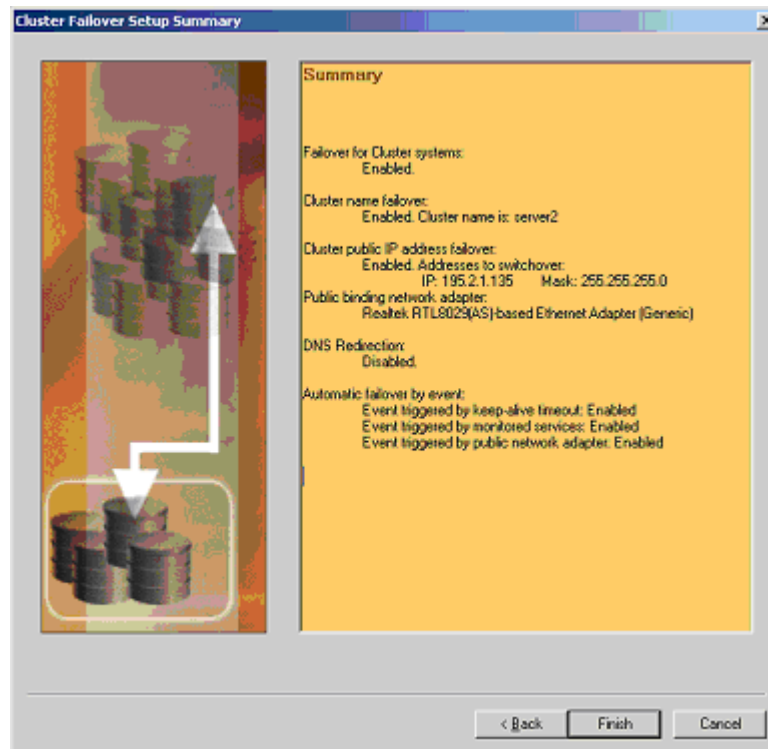 Cluster Failover Setup Summary
Summary
Failover for Cluster systems:
Enabled.
Cluster name failover:
Enabled. Cluster name is: server2
Cluster public IP address failover:
Enabled. Addresses to switchover:
IP: 195.2.1.135 Mask: 255.255.255.0
Public binding network adapter:
Realtek RTL8029(AS)-based Ethernet Adapter (Generic)
DNS Redirection:
Disabled.
Automatic failover by event:
Event triggered by keep-alive timeout: Enabled
Event triggered by monitored services: Enabled
Event triggered by public network adapter: Enabled
< Back Finish Cancel